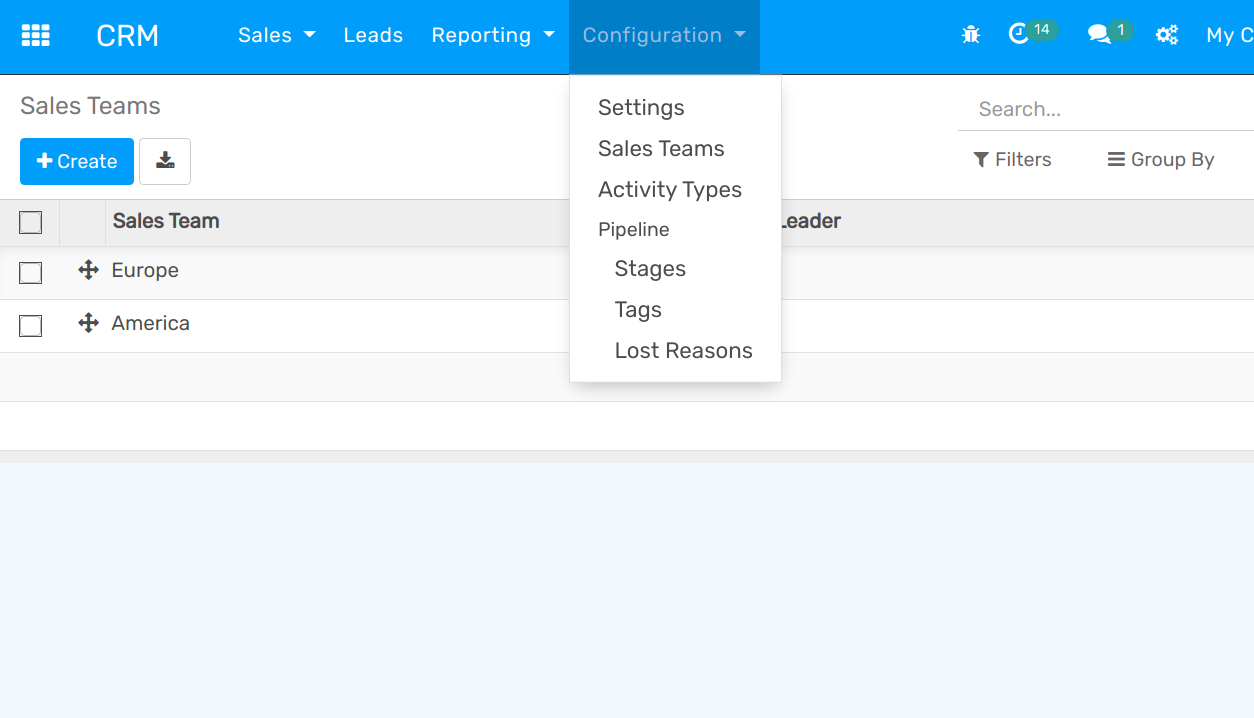 CRM Sales Leads Reporting Configuration 14 1 My C
Sales Teams
Search...
Create
Filters Group By
Settings
Sales Teams
Activity Types
Pipeline
Stages
Tags
Lost Reasons
Sales Team Leader
Europe
America